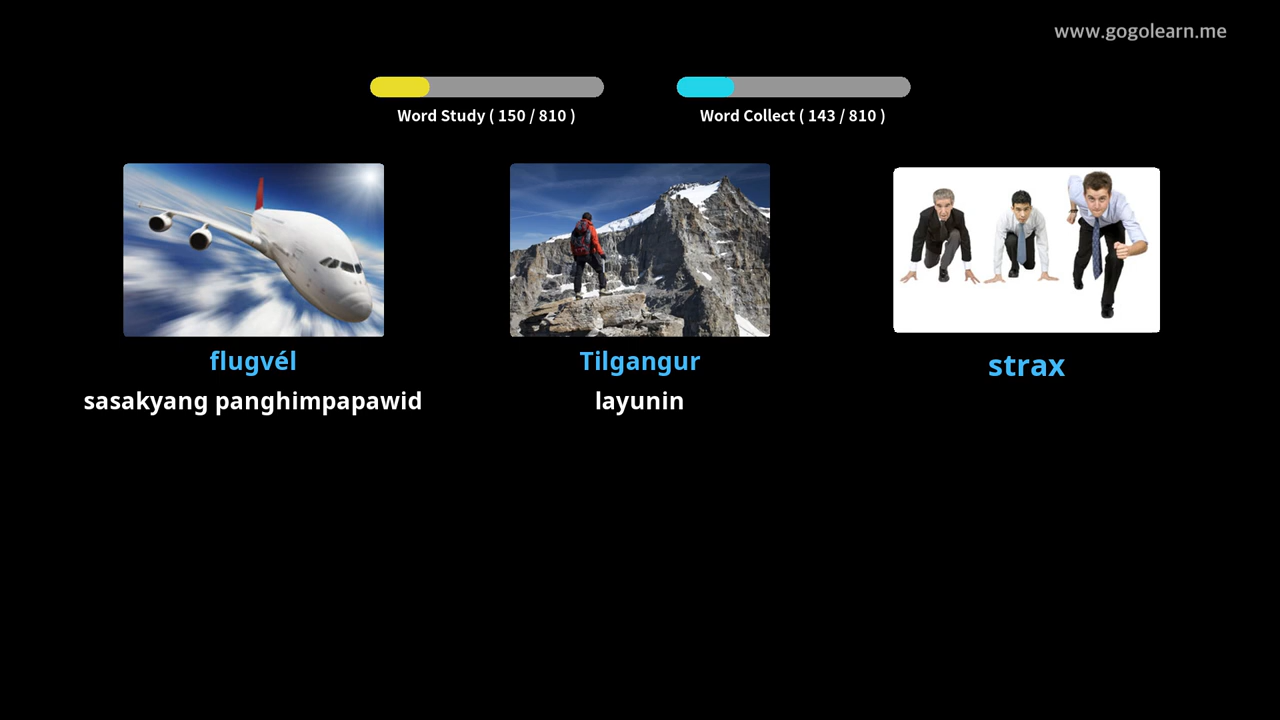 www.gogolearn.me
Word Study ( 150 / 810 )
Word Collect ( 143 / 810 )
flugvél
sasakyang panghimpapawid
Tilgangur
layunin
strax